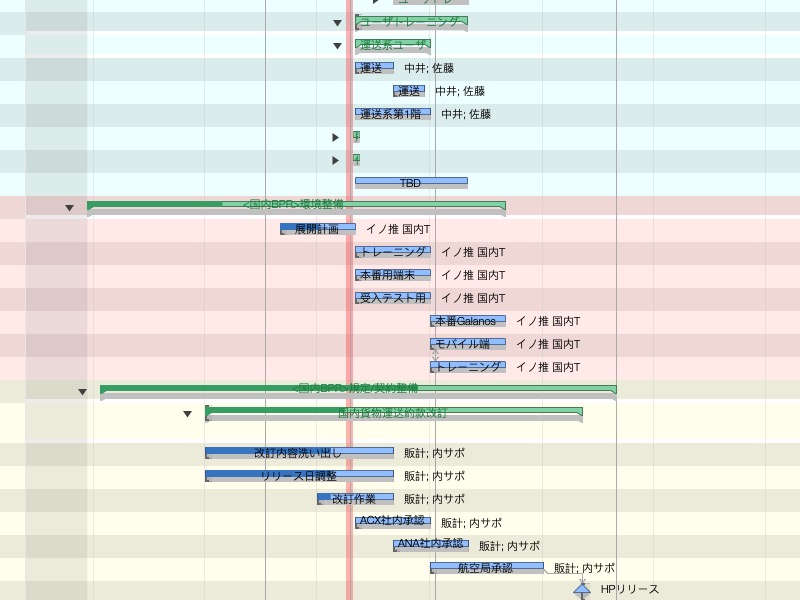 ユーザトレーニング
運送系ユーザ
運送 中井; 佐藤
運送 中井; 佐藤
運送系第1階 中井; 佐藤
TBD
<国内BPR>環境整備
展開計画 イノ推 国内T
トレーニング イノ推 国内T
本番用端末 イノ推 国内T
受入テスト用 イノ推 国内T
本番Galanos イノ推 国内T
モバイル端 イノ推 国内T
トレーニング イノ推 国内T
<国内BPR>規定/契約整備
国内貨物運送約款改訂
改訂内容洗い出し 販計; 内サポ
リリース日調整 販計; 内サポ
改訂作業 販計; 内サポ
ACX社内承認 販計; 内サポ
ANA社内承認 販計; 内サポ
航空局承認 販計; 内サポ
HPリリース